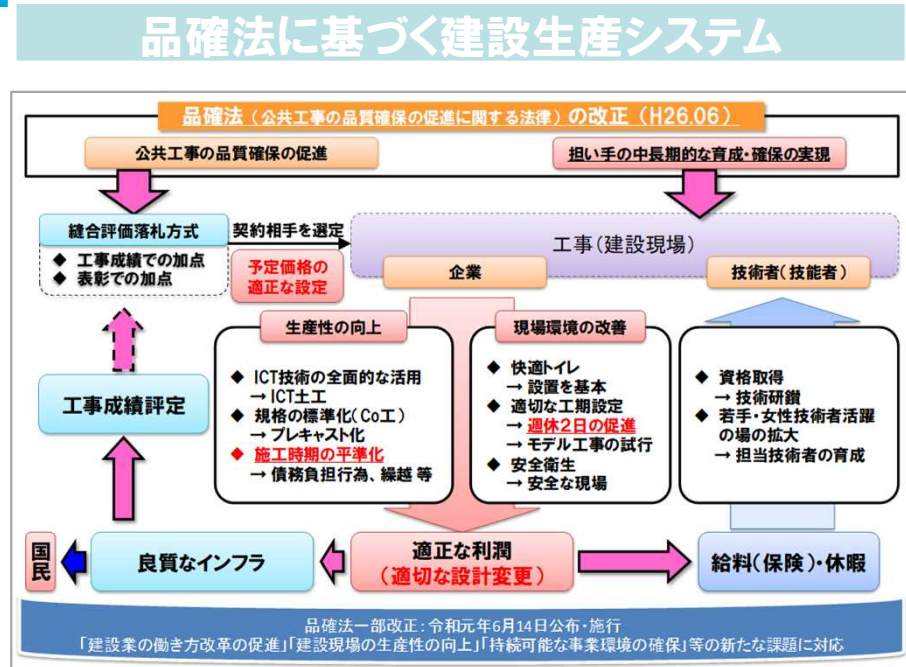 品確法に基づく建設生産システム
品確法（公共工事の品質確保の促進に関する法律）の改正（H26.06）
公共工事の品質確保の促進
担い手の中長期的な育成・確保の実現
縫合評価落札方式
◆ 工事成績での加点
◆ 表彰での加点
契約相手を選定
予定価格の
適正な設定
工事（建設現場）
企業
技術者（技能者）
生産性の向上
◆ ICT技術の全面的な活用
→ ICT土工
◆ 規格の標準化（Co工）
→ プレキャスト化
◆ 施工時期の平準化
→ 債務負担行為、繰越 等
現場環境の改善
◆ 快適トイレ
→ 設置を基本
◆ 適切な工期設定
→ 週休２日の促進
→ モデル工事の試行
◆ 安全衛生
→ 安全な現場
◆ 資格取得
→ 技術研鑽
◆ 若手・女性技術者活躍
の場の拡大
→ 担当技術者の育成
工事成績評定
国民
良質なインフラ
適正な利潤
（適切な設計変更）
給料（保険）・休暇
品確法一部改正：令和元年6月14日公布・施行
「建設業の働き方改革の促進」「建設現場の生産性の向上」「持続可能な事業環境の確保」等の新たな課題に対応